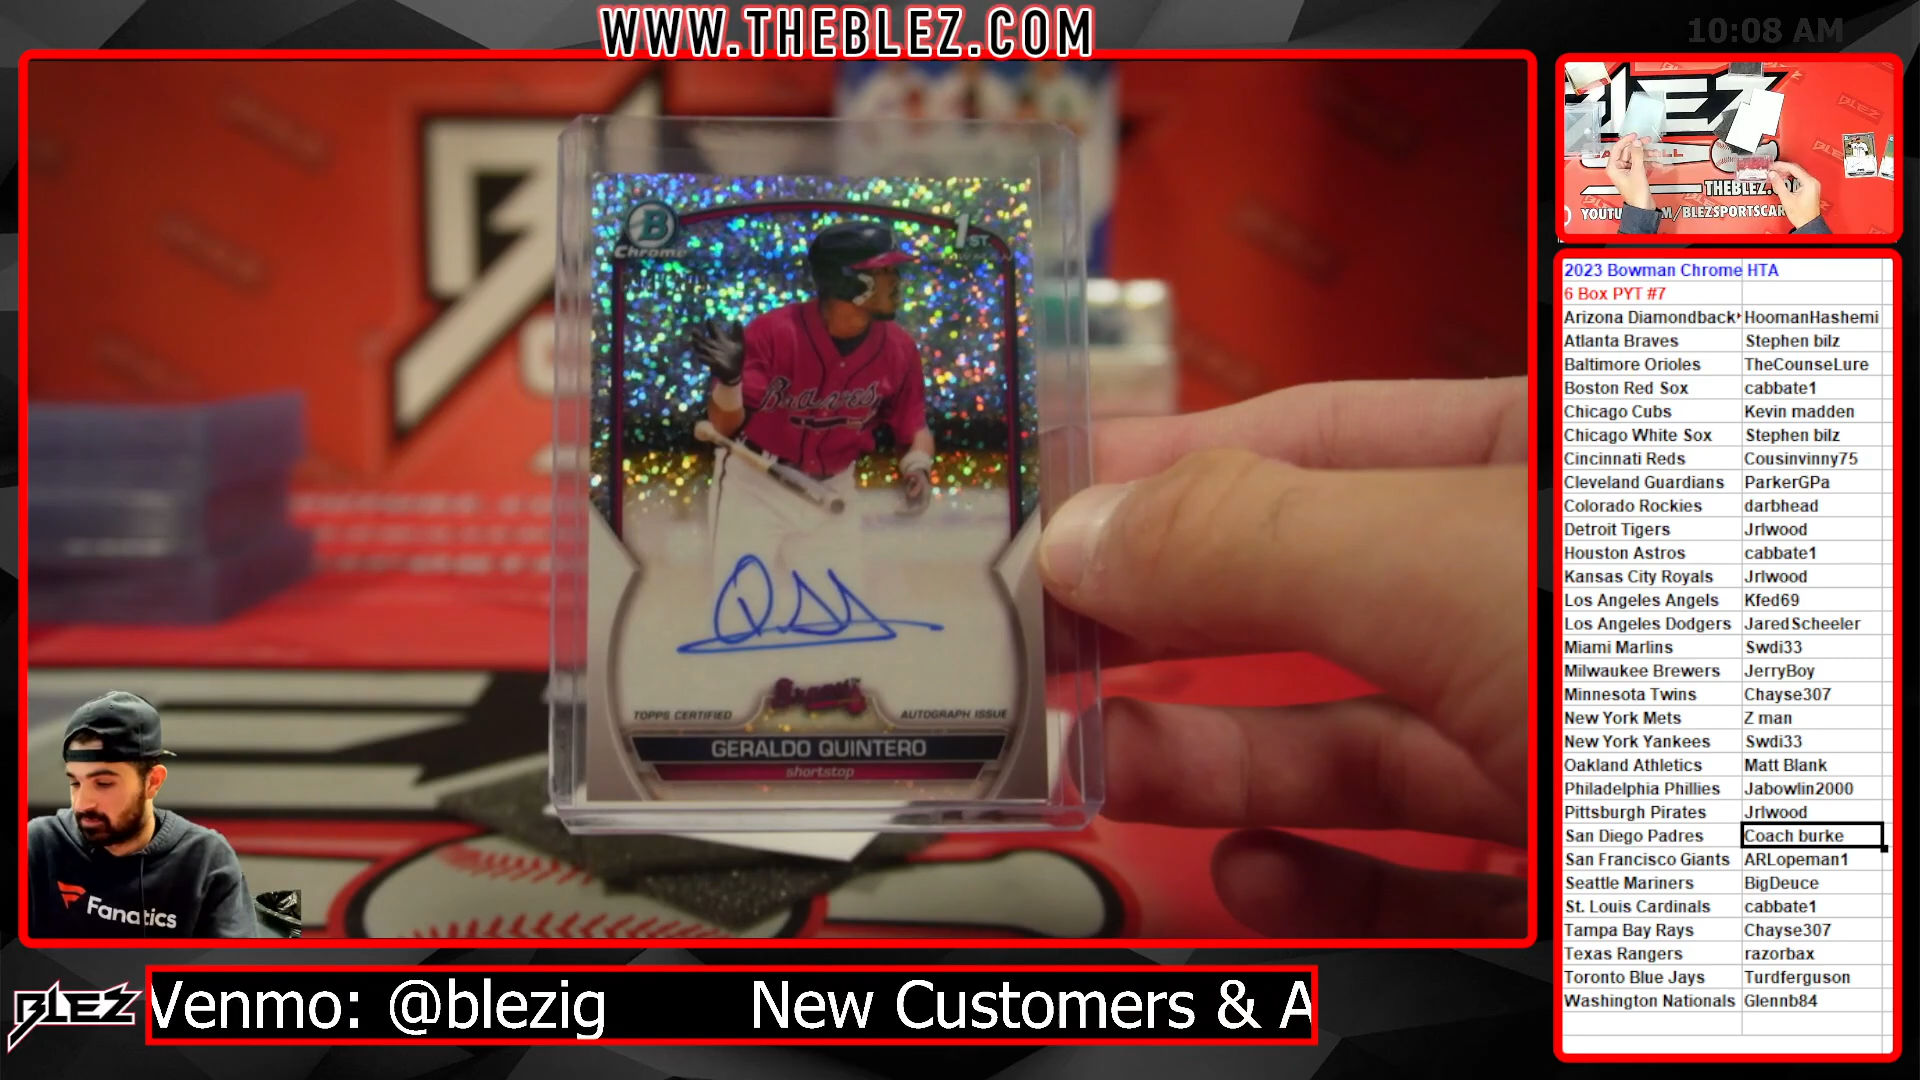 WWW.THEBLEZ.COM
10:08 AM
B
Chrome
1ST
Braves
Braves
TOPPS CERTIFIED
AUTOGRAPH ISSUE
GERALDO QUINTERO
shortstop
Fanatics
BLEZ
THEBLEZ.CO
2023 Bowman Chrome HTA
6 Box PYT #7
Arizona Diamondback HoomanHashemi
Atlanta Braves Stephen bilz
Baltimore Orioles TheCounseLure
Boston Red Sox cabbate1
Chicago Cubs Kevin madden
Chicago White Sox Stephen bilz
Cincinnati Reds Cousinvinny75
Cleveland Guardians ParkerGPa
Colorado Rockies darbhead
Detroit Tigers Jrlwood
Houston Astros cabbate1
Kansas City Royals Jrlwood
Los Angeles Angels Kfed69
Los Angeles Dodgers JaredScheeler
Miami Marlins Swdi33
Milwaukee Brewers JerryBoy
Minnesota Twins Chayse307
New York Mets Z man
New York Yankees Swdi33
Oakland Athletics Matt Blank
Philadelphia Phillies Jabowlin2000
Pittsburgh Pirates Jrlwood
San Diego Padres Coach burke
San Francisco Giants ARLopeman1
Seattle Mariners BigDeuce
St. Louis Cardinals cabbate1
Tampa Bay Rays Chayse307
Texas Rangers razorbax
Toronto Blue Jays Turdferguson
Washington Nationals Glennb84
BLEZ
Venmo: @blezig New Customers & A